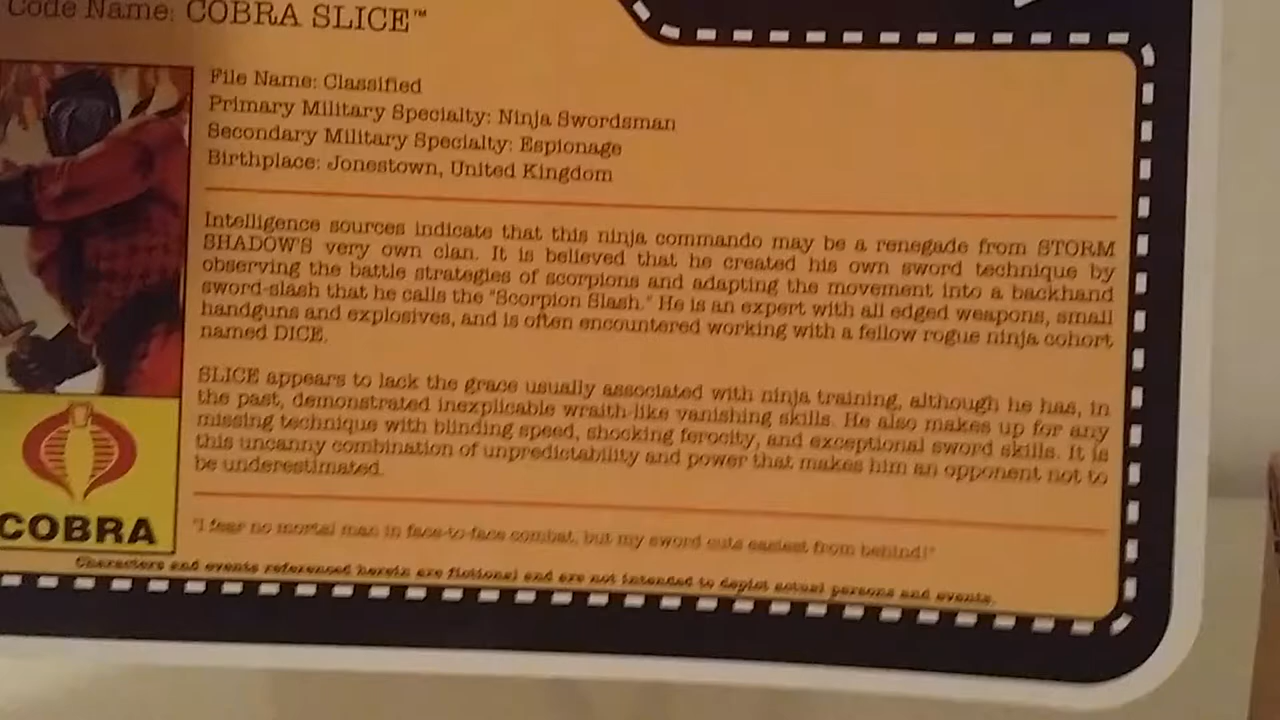 Code Name: COBRA SLICE™
File Name: Classified
Primary Military Specialty: Ninja Swordsman
Secondary Military Specialty: Espionage
Birthplace: Jonestown, United Kingdom
Intelligence sources indicate that this ninja commando may be a renegade from STORM
SHADOW'S very own clan. It is believed that he created his own sword technique by
observing the battle strategies of scorpions and adapting the movement into a backhand
sword-slash that he calls the "Scorpion Slash." He is an expert with all edged weapons, small
handguns and explosives, and is often encountered working with a fellow rogue ninja cohort
named DICE.
SLICE appears to lack the grace usually associated with ninja training, although he has, in
the past, demonstrated inexplicable wraith-like vanishing skills. He also makes up for any
missing technique with blinding speed, shocking ferocity, and exceptional sword skills. It is
this uncanny combination of unpredictability and power that makes him an opponent not to
be underestimated.
"I fear no mortal man in face-to-face combat, but my sword cuts easiest from behind!"
Characters and events referenced herein are fictional and are not intended to depict actual persons and events.
COBRA